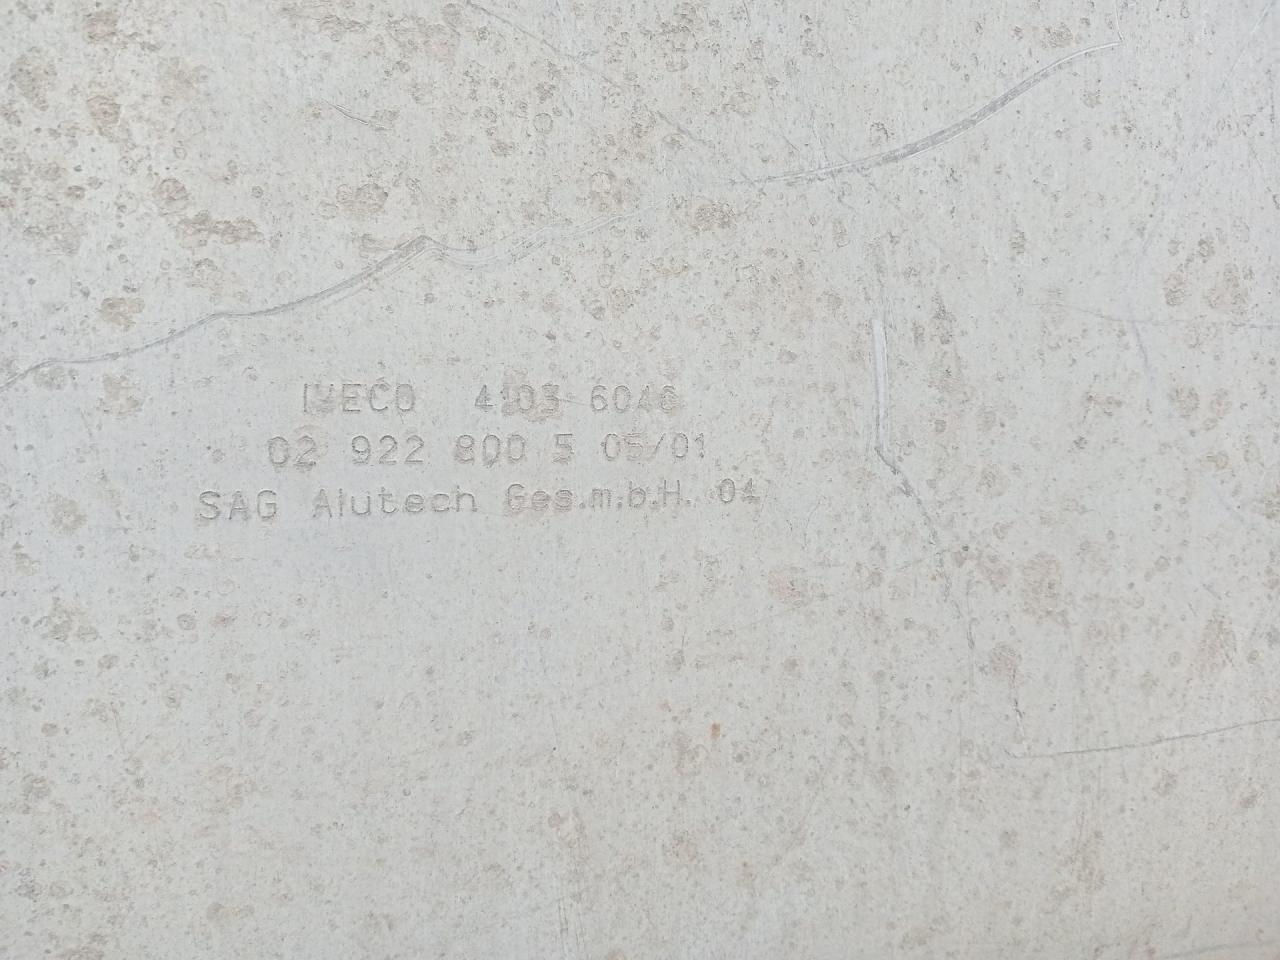 IVECO 4103 6046
02 922 800 5 05/01
SAG Alutech Ges.m.b.H. 04